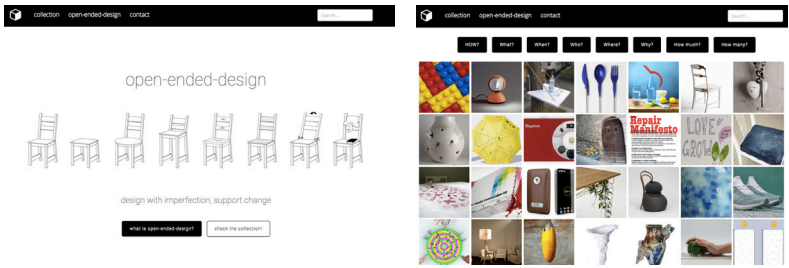 collection open-ended-design contact
Search ...
open-ended-design
design with imperfection, support change
what is open-ended-design?
check the collection!
collection open-ended-design contact
Search ...
HOW? What? When? Who? Where? Why? How much? How many?
Repair
Manifesto
LOVE
GROW